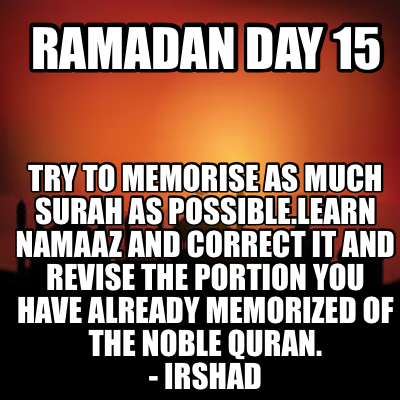 RAMADAN DAY 15
TRY TO MEMORISE AS MUCH
SURAH AS POSSIBLE.LEARN
NAMAAZ AND CORRECT IT AND
REVISE THE PORTION YOU
HAVE ALREADY MEMORIZED OF
THE NOBLE QURAN.
- IRSHAD